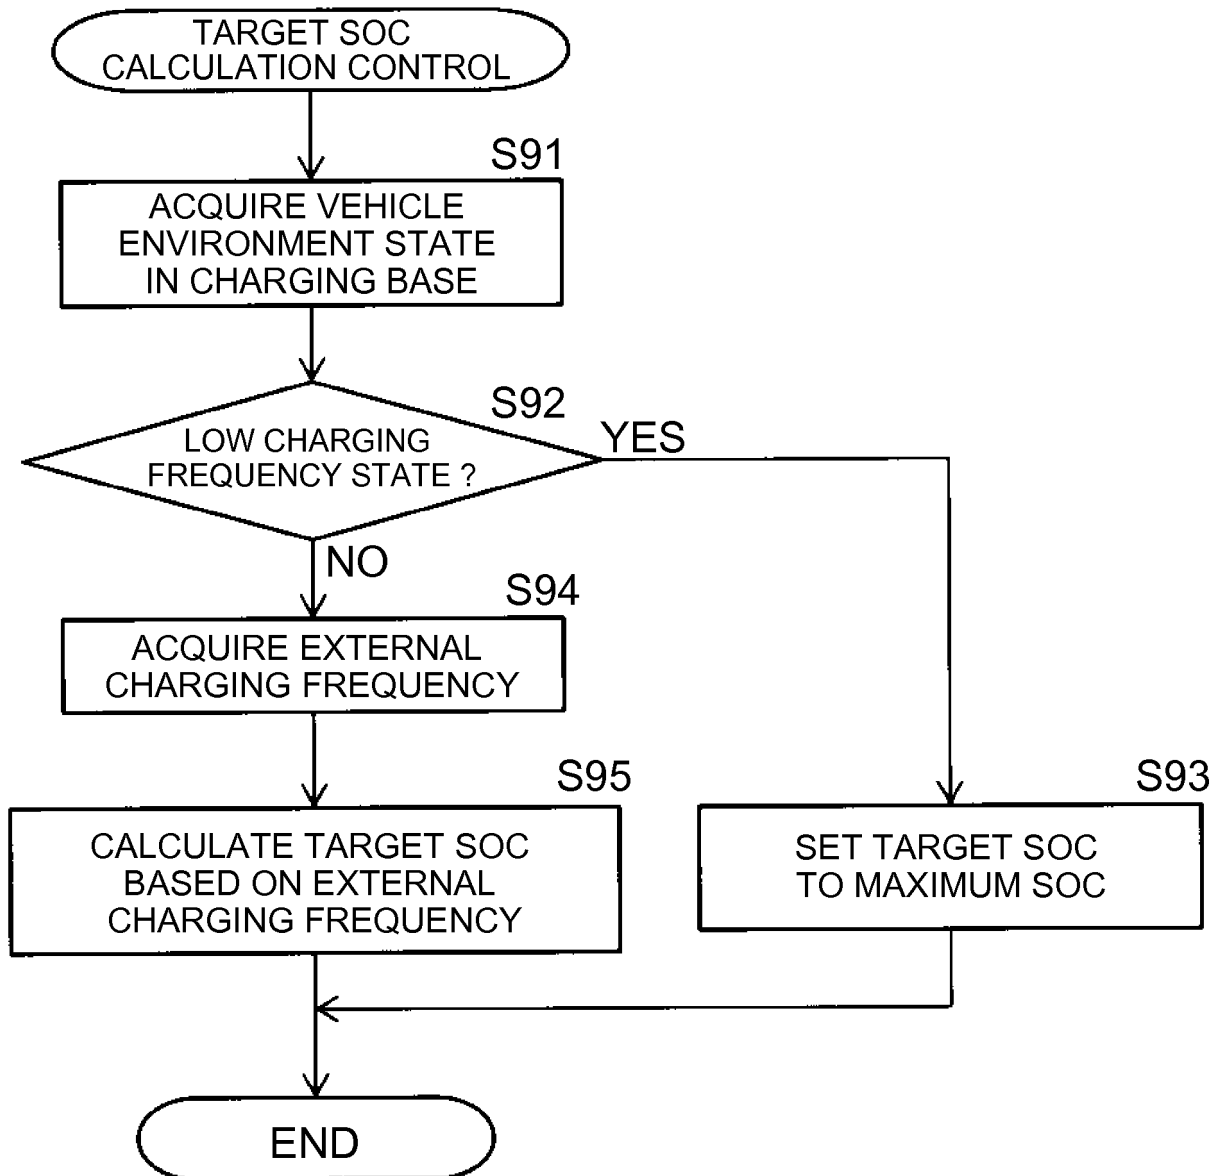 TARGET SOC
CALCULATION CONTROL
S91
ACQUIRE VEHICLE
ENVIRONMENT STATE
IN CHARGING BASE
S92
LOW CHARGING
FREQUENCY STATE ?
YES
NO
S94
ACQUIRE EXTERNAL
CHARGING FREQUENCY
S95
CALCULATE TARGET SOC
BASED ON EXTERNAL
CHARGING FREQUENCY
S93
SET TARGET SOC
TO MAXIMUM SOC
END